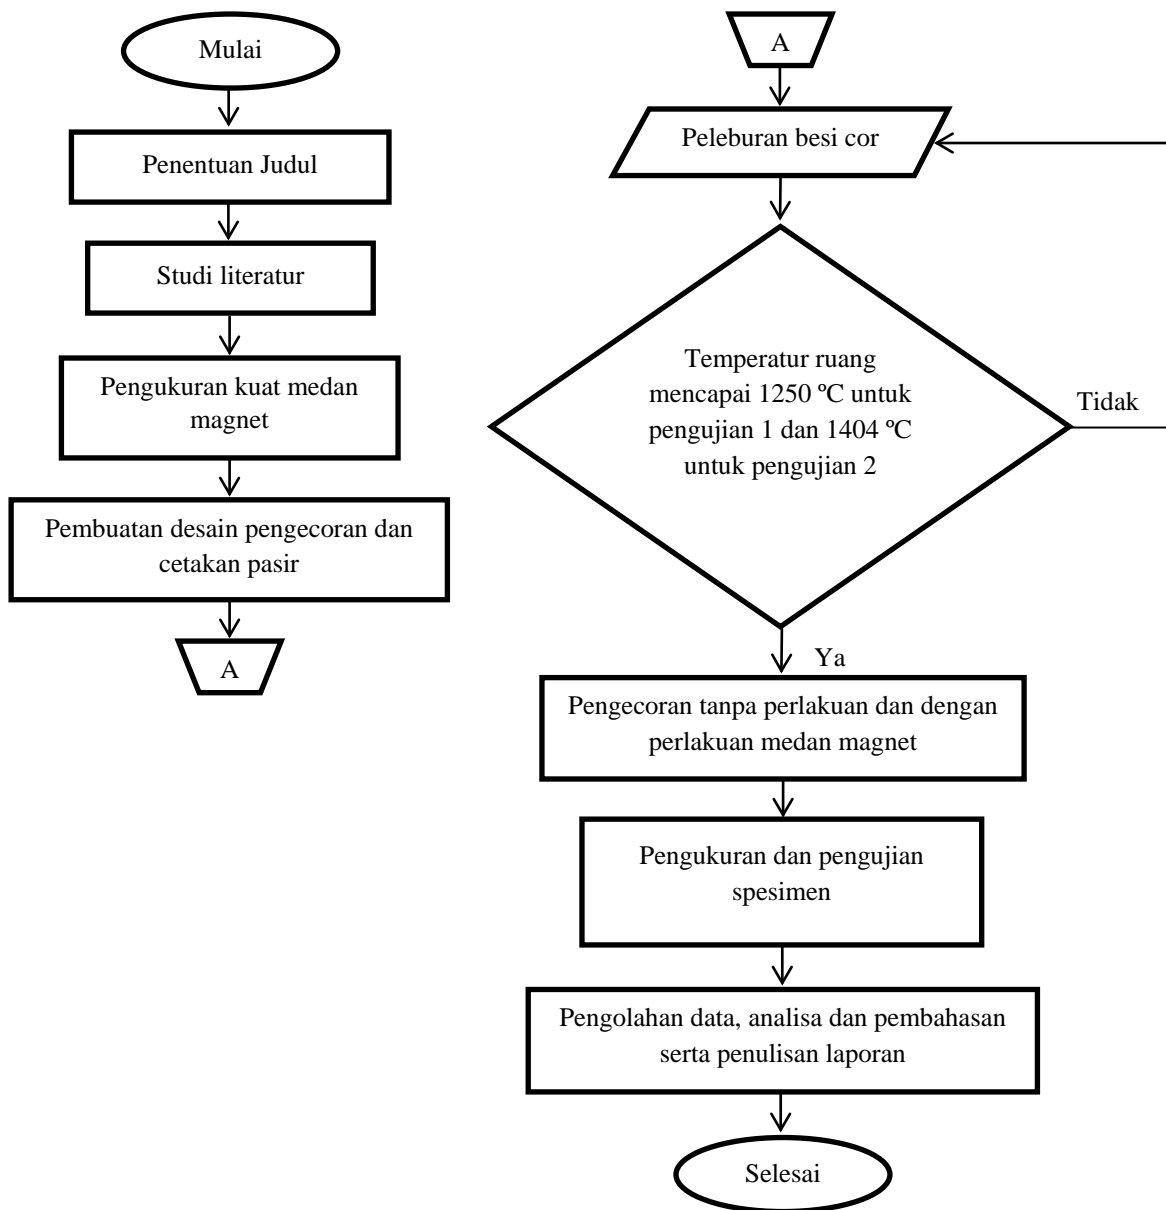 Mulai
Penentuan Judul
Studi literatur
Pengukuran kuat medan
magnet
Pembuatan desain pengecoran dan
cetakan pasir
A
A
Peleburan besi cor
Temperatur ruang
mencapai 1250 ºC untuk
pengujian 1 dan 1404 ºC
untuk pengujian 2
Tidak
Ya
Pengecoran tanpa perlakuan dan dengan
perlakuan medan magnet
Pengukuran dan pengujian
spesimen
Pengolahan data, analisa dan pembahasan
serta penulisan laporan
Selesai